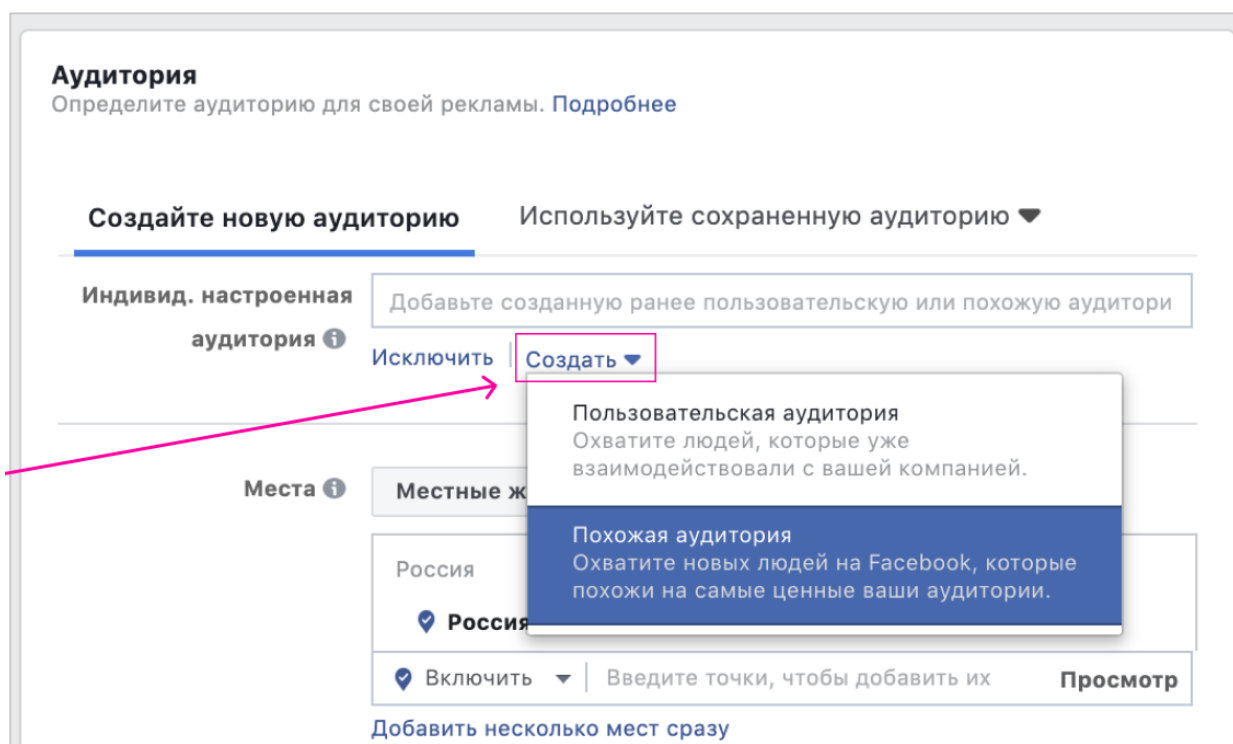 Аудитория
Определите аудиторию для своей рекламы. Подробнее
Создайте новую аудиторию
Используйте сохраненную аудиторию
Индивид. настроенная
аудитория
Добавьте созданную ранее пользовательскую или похожую аудитори
Исключить
Создать
Пользовательская аудитория
Охватите людей, которые уже
взаимодействовали с вашей компанией.
Похожая аудитория
Охватите новых людей на Facebook, которые
похожи на самые ценные ваши аудитории.
Места
Местные ж
Россия
Россия
Включить
Введите точки, чтобы добавить их
Просмотр
Добавить несколько мест сразу